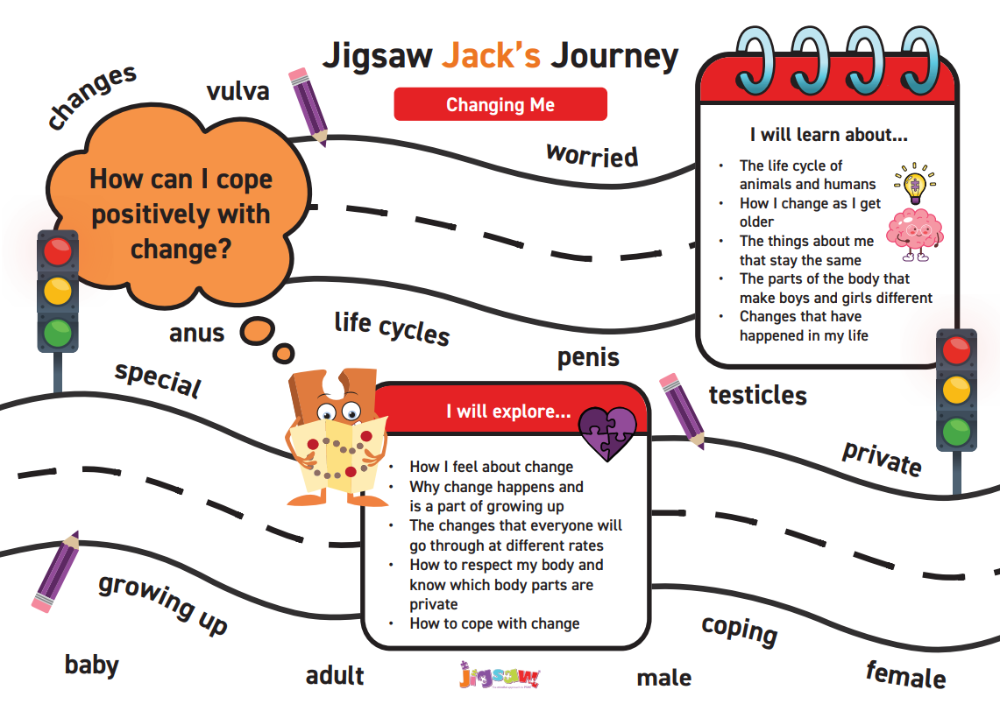 Jigsaw Jack's Journey
Changing Me
changes
vulva
worried
How can I cope
positively with
change?
I will learn about...
• The life cycle of
animals and humans
• How I change as I get
older
• The things about me
that stay the same
• The parts of the body that
make boys and girls different
• Changes that have
happened in my life
anus
life cycles
penis
special
testicles
private
I will explore...
• How I feel about change
• Why change happens and
is a part of growing up
• The changes that everyone will
go through at different rates
• How to respect my body and
know which body parts are
private
• How to cope with change
growing up
coping
baby
adult
jigsaw
male
female